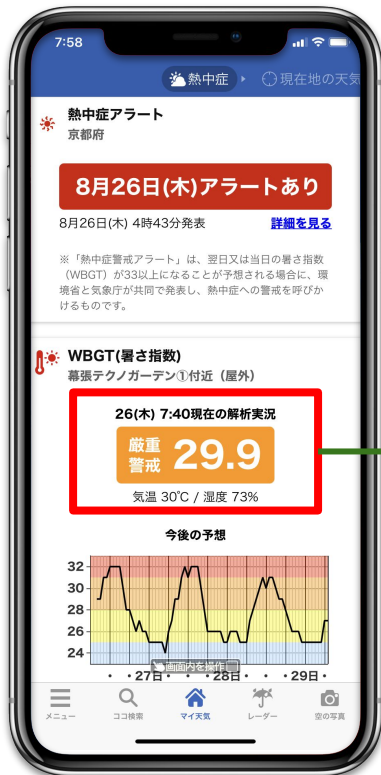 7:58
熱中症
現在地の天気
熱中症アラート
京都府
8月26日(木)アラートあり
8月26日(木) 4時43分発表
詳細を見る
※「熱中症警戒アラート」は、翌日又は当日の暑さ指数
（WBGT）が33以上になることが予想される場合に、環
境省と気象庁が共同で発表し、熱中症への警戒を呼びか
けるものです。
WBGT(暑さ指数)
幕張テクノガーデン①付近（屋外）
26(木) 7:40現在の解析実況
厳重
警戒
29.9
気温 30℃ / 湿度 73%
今後の予想
32
30
28
26
24
画面内を操作
・ ・27日・ ・ ・28日・ ・ ・29日・
メニュー
ココ検索
マイ天気
レーダー
空の写真